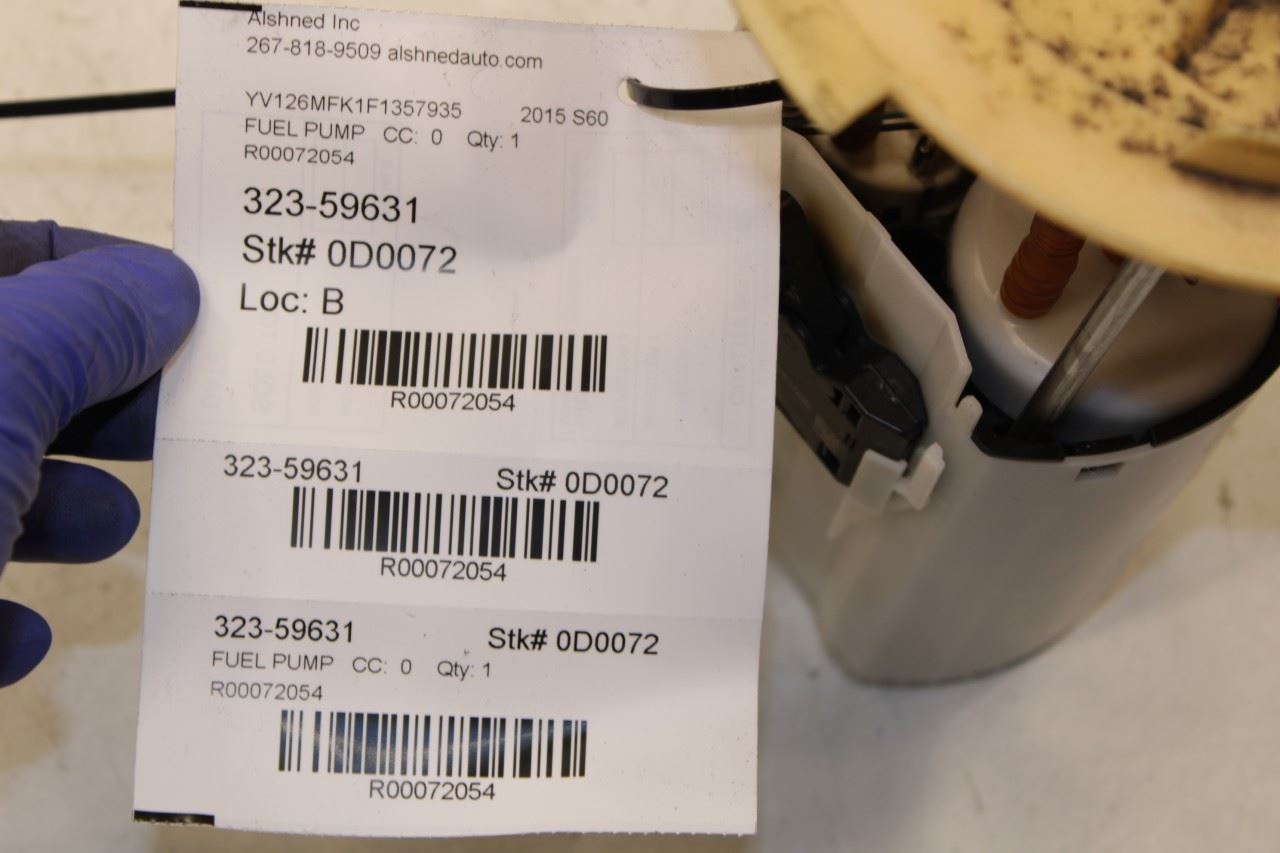 Alshned Inc
267-818-9509 alshnedauto.com
YV126MFK1F1357935 2015 S60
FUEL PUMP CC: 0 Qty: 1
R00072054
323-59631
Stk# 0D0072
Loc: B
R00072054
323-59631 Stk# 0D0072
R00072054
323-59631 Stk# 0D0072
FUEL PUMP CC: 0 Qty: 1
R00072054
R00072054